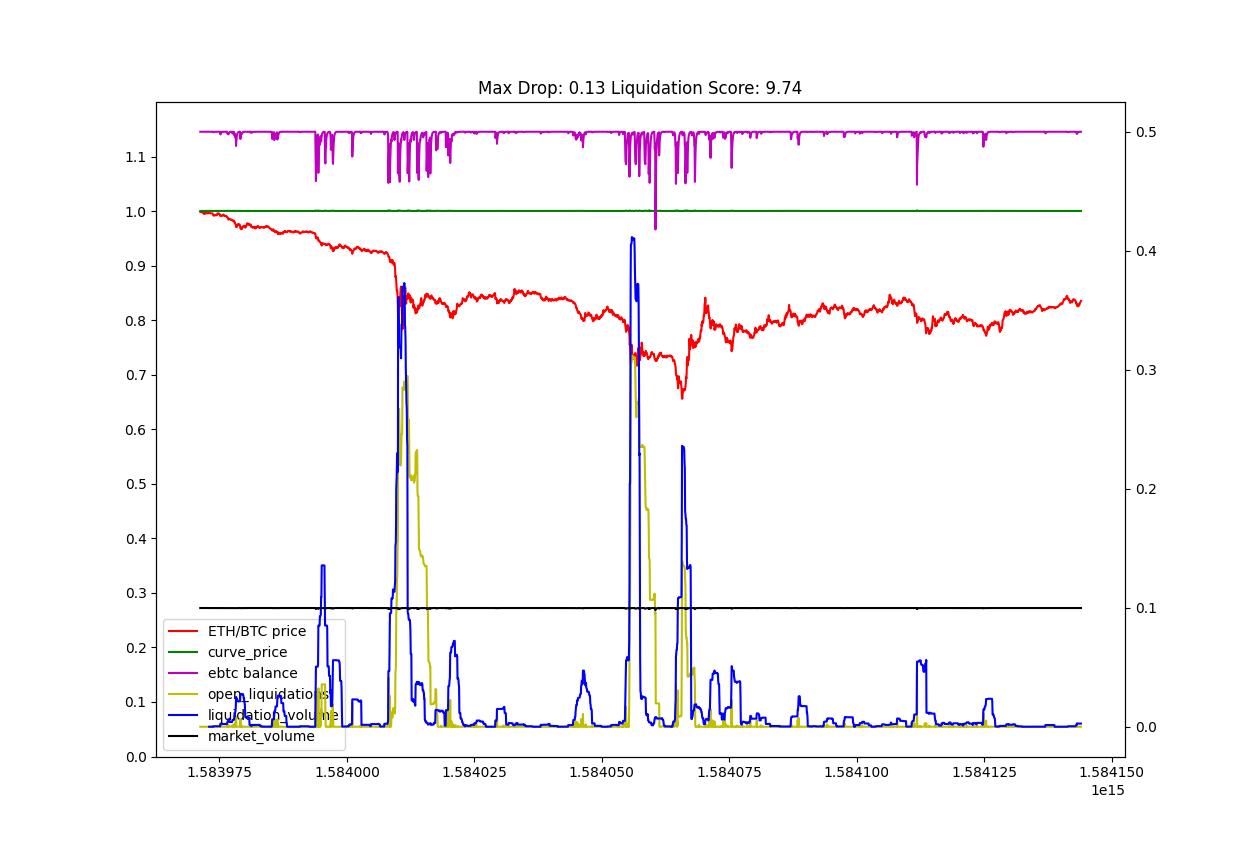 Max Drop: 0.13 Liquidation Score: 9.74
1.1
1.0
0.9
0.8
0.7
0.6
0.5
0.4
0.3
0.2
0.1
0.0
0.5
0.4
0.3
0.2
0.1
0.0
ETH/BTC price
curve_price
ebtc balance
open_liquidations
liquidation_volume
market_volume
1.583975 1.584000 1.584025 1.584050 1.584075 1.584100 1.584125 1.584150
1e15